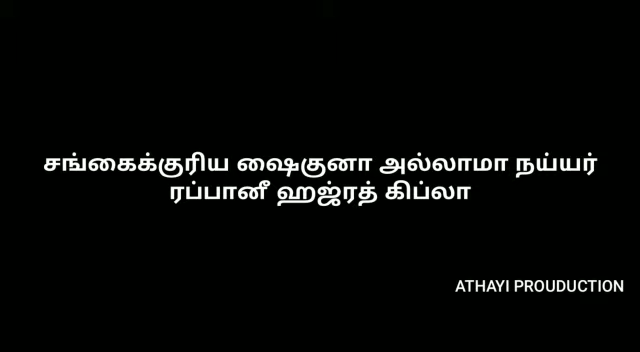 சங்கைக்குரிய ஷைகுனா அல்லாமா நய்யர்
ரப்பானீ ஹஜ்ரத் கிப்லா
ATHAYI PROUDUCTION